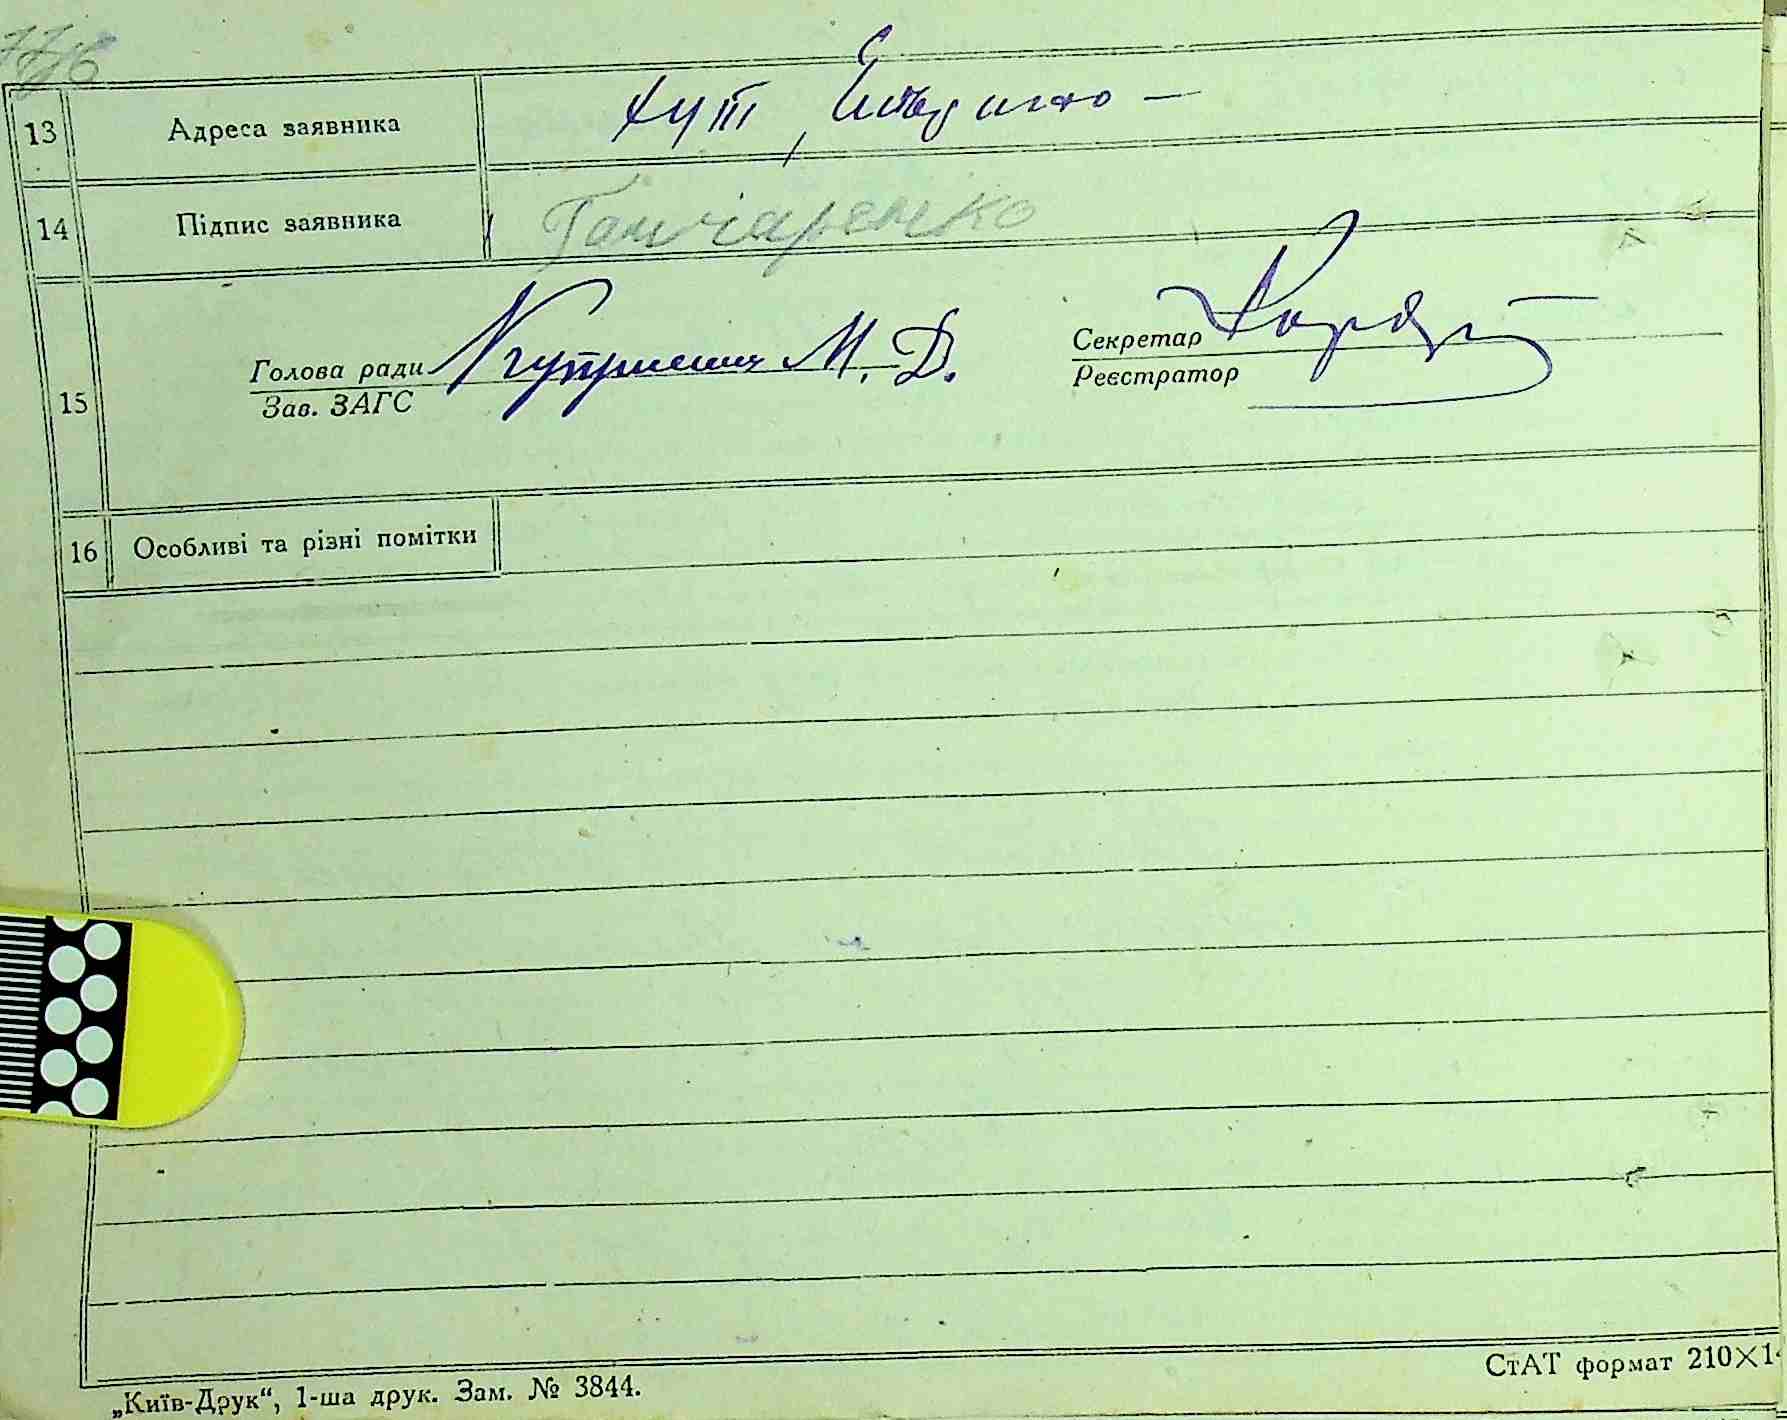 13 Адреса заявника хут,
14 Підпис заявника Гончаренко
15 Голова ради М. Д. Секретар
Зав. ЗАГС Реєстратор
16 Особливі та різні помітки
„Київ-Друк“, 1-ша друк. Зам. № 3844.
СтАТ формат 210×1